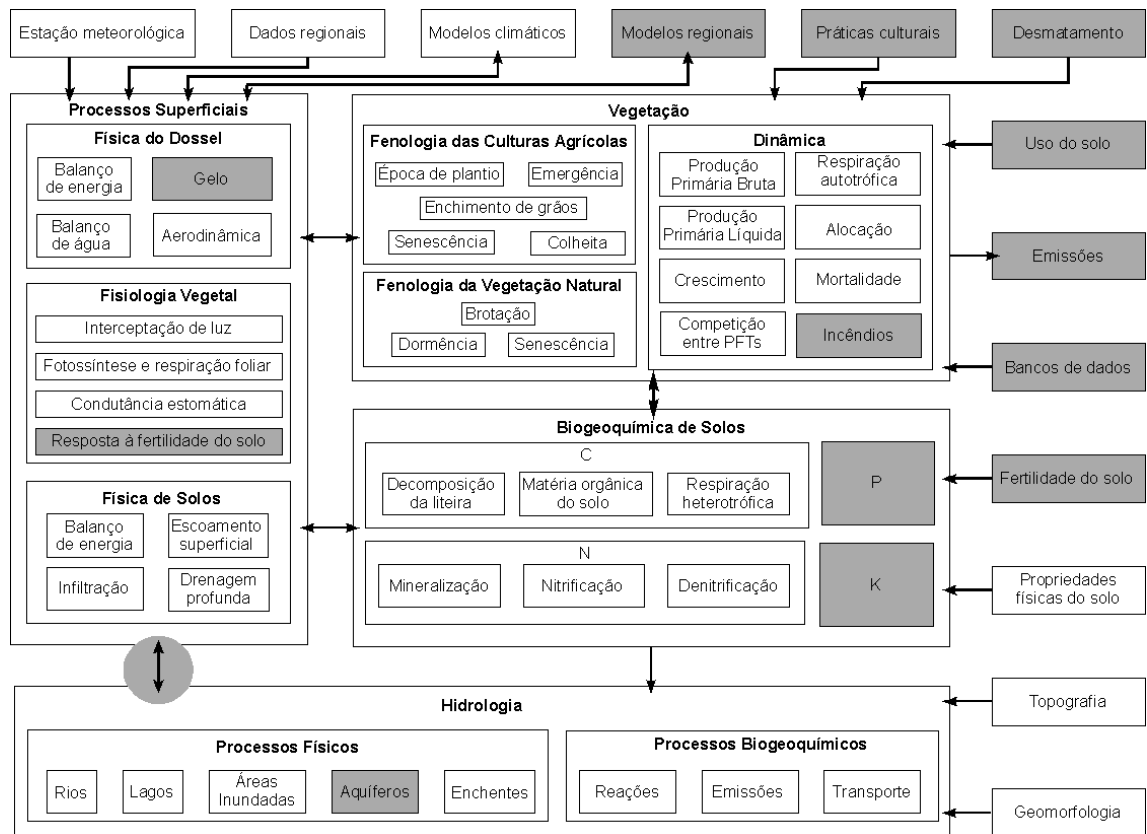 Estação meteorológica
Dados regionais
Modelos climáticos
Modelos regionais
Práticas culturais
Desmatamento
Processos Superficiais
Física do Dossel
Balanço
de energia
Gelo
Balanço
de água
Aerodinâmica
Fisiologia Vegetal
Interceptação de luz
Fotossíntese e respiração foliar
Condutância estomática
Resposta à fertilidade do solo
Física de Solos
Balanço
de energia
Escoamento
superficial
Infiltração
Drenagem
profunda
Vegetação
Fenologia das Culturas Agrícolas
Época de plantio
Emergência
Enchimento de grãos
Senescência
Colheita
Fenologia da Vegetação Natural
Brotação
Dormência
Senescência
Dinâmica
Produção
Primária Bruta
Respiração
autotrófica
Produção
Primária Líquida
Alocação
Crescimento
Mortalidade
Competição
entre PFTs
Incêndios
Uso do solo
Emissões
Bancos de dados
Biogeoquímica de Solos
C
Decomposição
da liteira
Matéria orgânica
do solo
Respiração
heterotrófica
P
N
Mineralização
Nitrificação
Denitrificação
K
Fertilidade do solo
Propriedades
físicas do solo
Hidrologia
Processos Físicos
Rios
Lagos
Áreas
Inundadas
Aquíferos
Enchentes
Processos Biogeoquímicos
Reações
Emissões
Transporte
Topografia
Geomorfologia